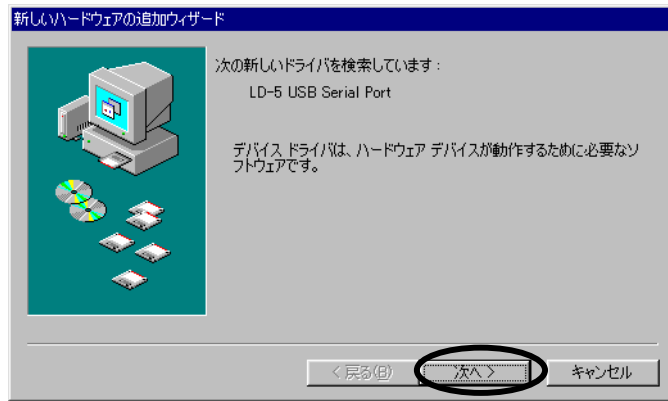 新しいハードウェアの追加ウィザード
次の新しいドライバを検索しています：
LD-5 USB Serial Port
デバイス ドライバは、ハードウェア デバイスが動作するために必要なソ
フトウェアです。
< 戻る(B)
次へ >
キャンセル